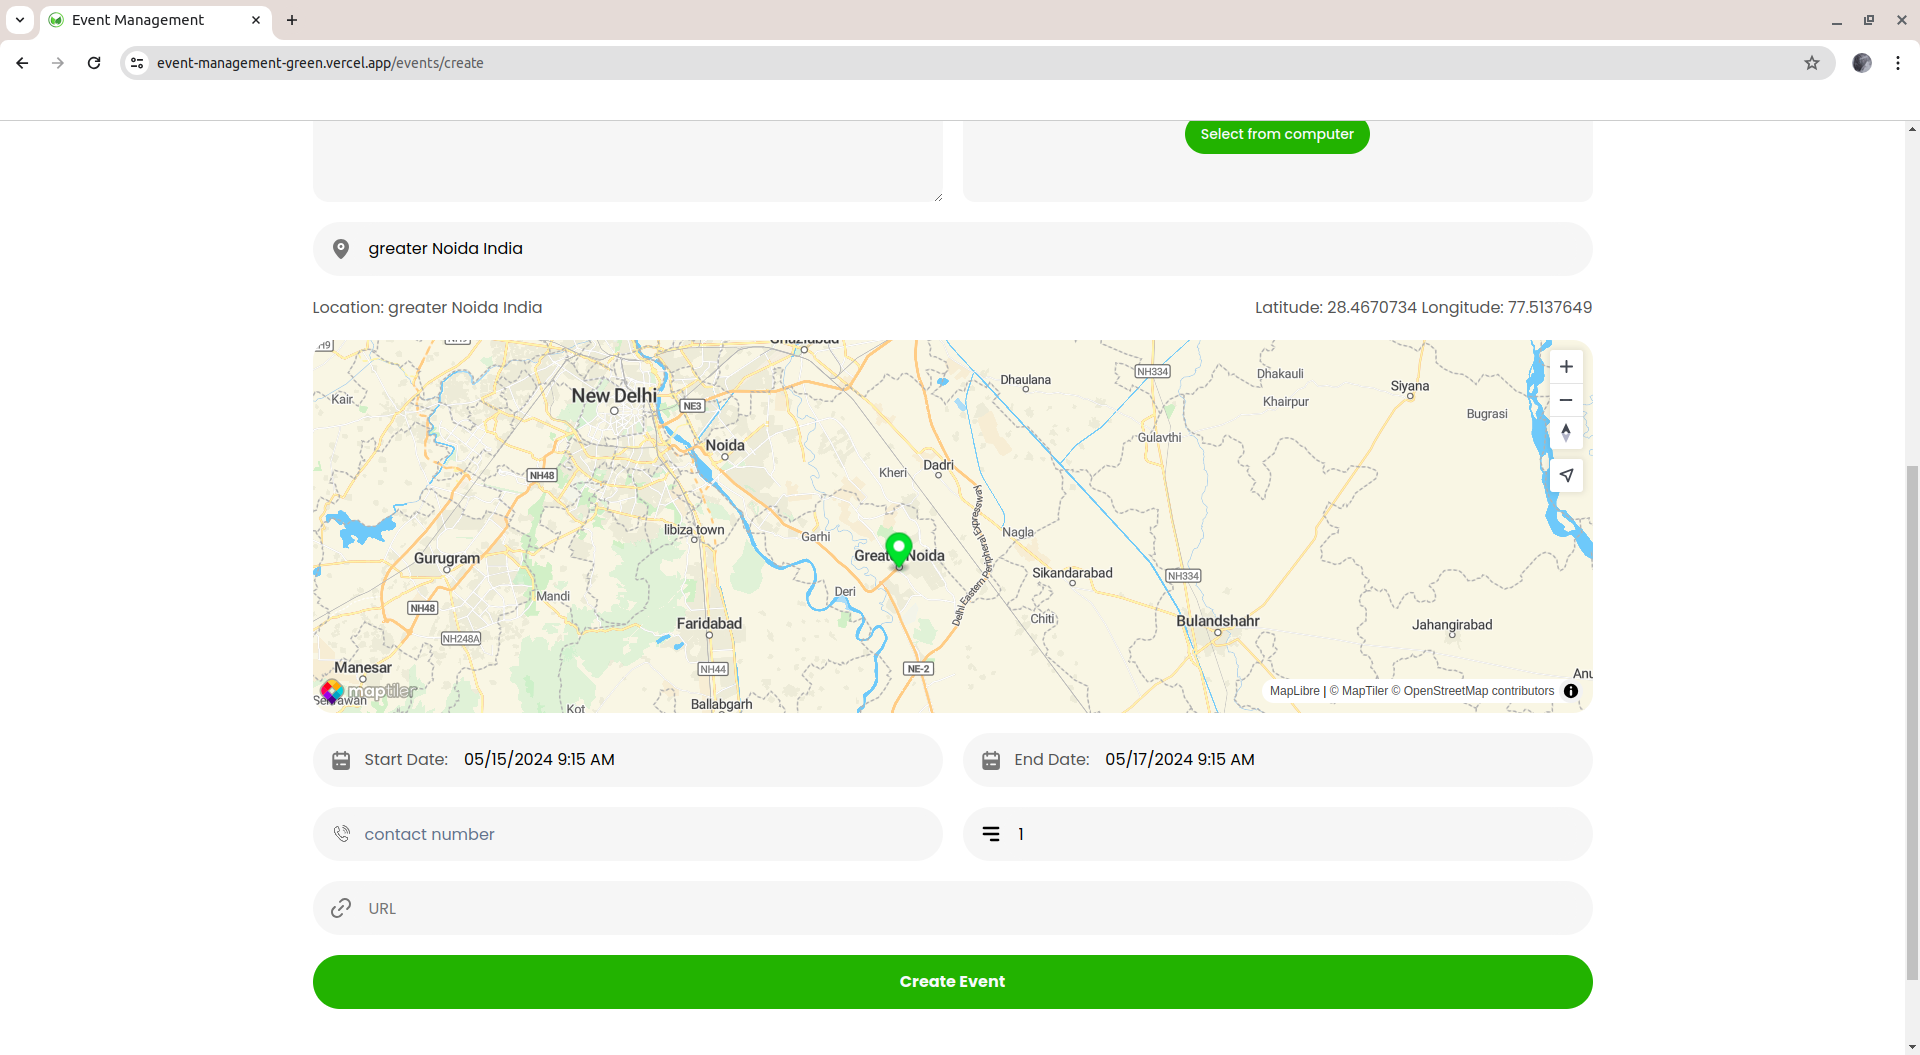 Event Management
event-management-green.vercel.app/events/create
Select from computer
greater Noida India
Location: greater Noida India
Latitude: 28.4670734 Longitude: 77.5137649
New Delhi
Kair
NE3
Noida
Dhaulana
NH334
Dhakauli
Khairpur
Siyana
Bugrasi
Gulavthi
NH48
Kheri
Dadri
libiza town
Garhi
Delhi Eastern Peripheral Expressway
Nagla
Greater Noida
Gurugram
Sikandarabad
NH334
Mandi
Deri
NH48
NH248A
Faridabad
Chiti
Bulandshahr
Jahangirabad
Manesar
NH44
NE-2
maptiler
Kot
Ballabgarh
MapLibre | © MapTiler © OpenStreetMap contributors
Start Date: 05/15/2024 9:15 AM
End Date: 05/17/2024 9:15 AM
contact number
1
URL
Create Event